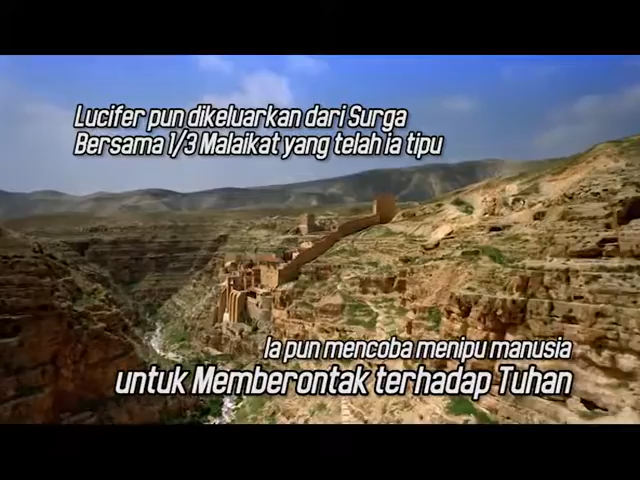 Lucifer pun dikeluarkan dari Surga
Bersama 1/3 Malaikat yang telah ia tipu
Ia pun mencoba menipu manusia
untuk Memberontak terhadap Tuhan